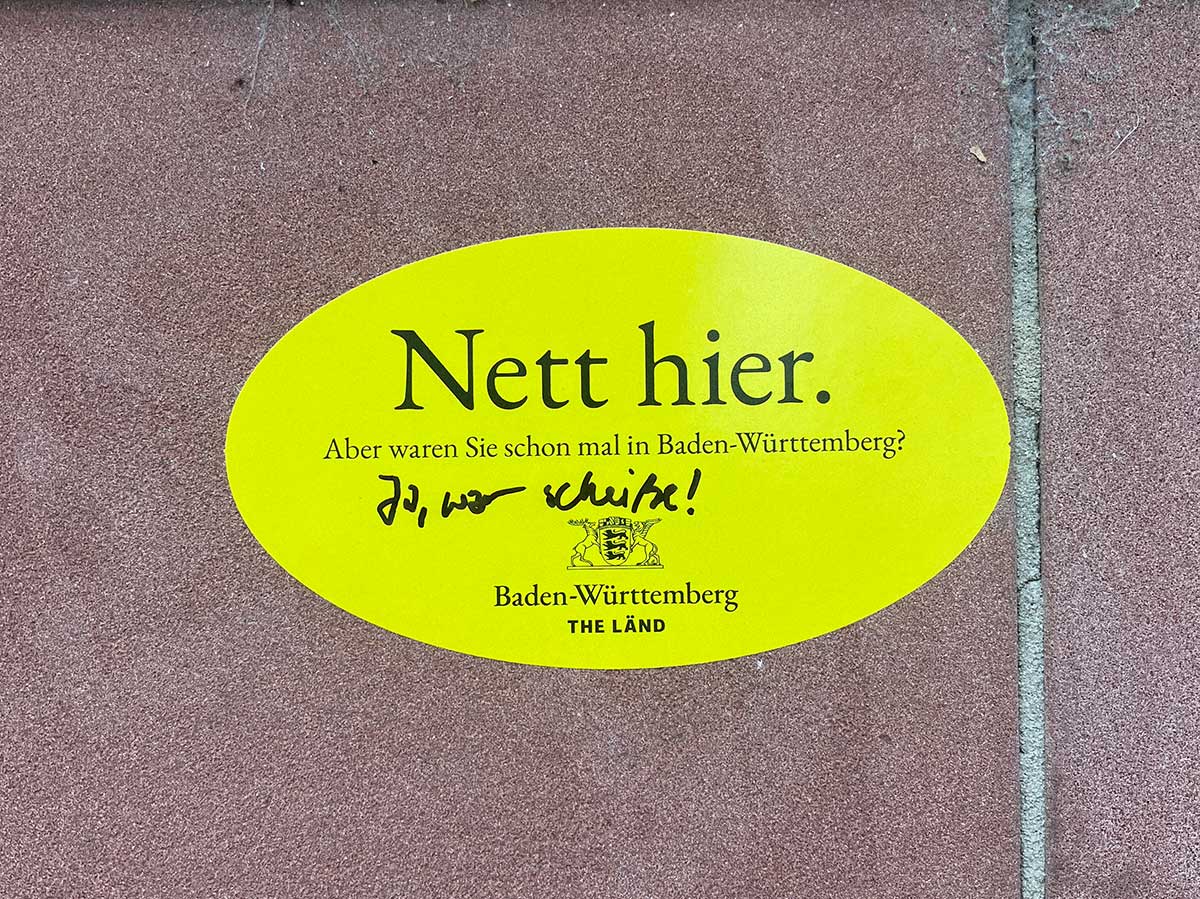 Nett hier.
Aber waren Sie schon mal in Baden-Württemberg?
Ja, war scheiße!
Baden-Württemberg
THE LÄND